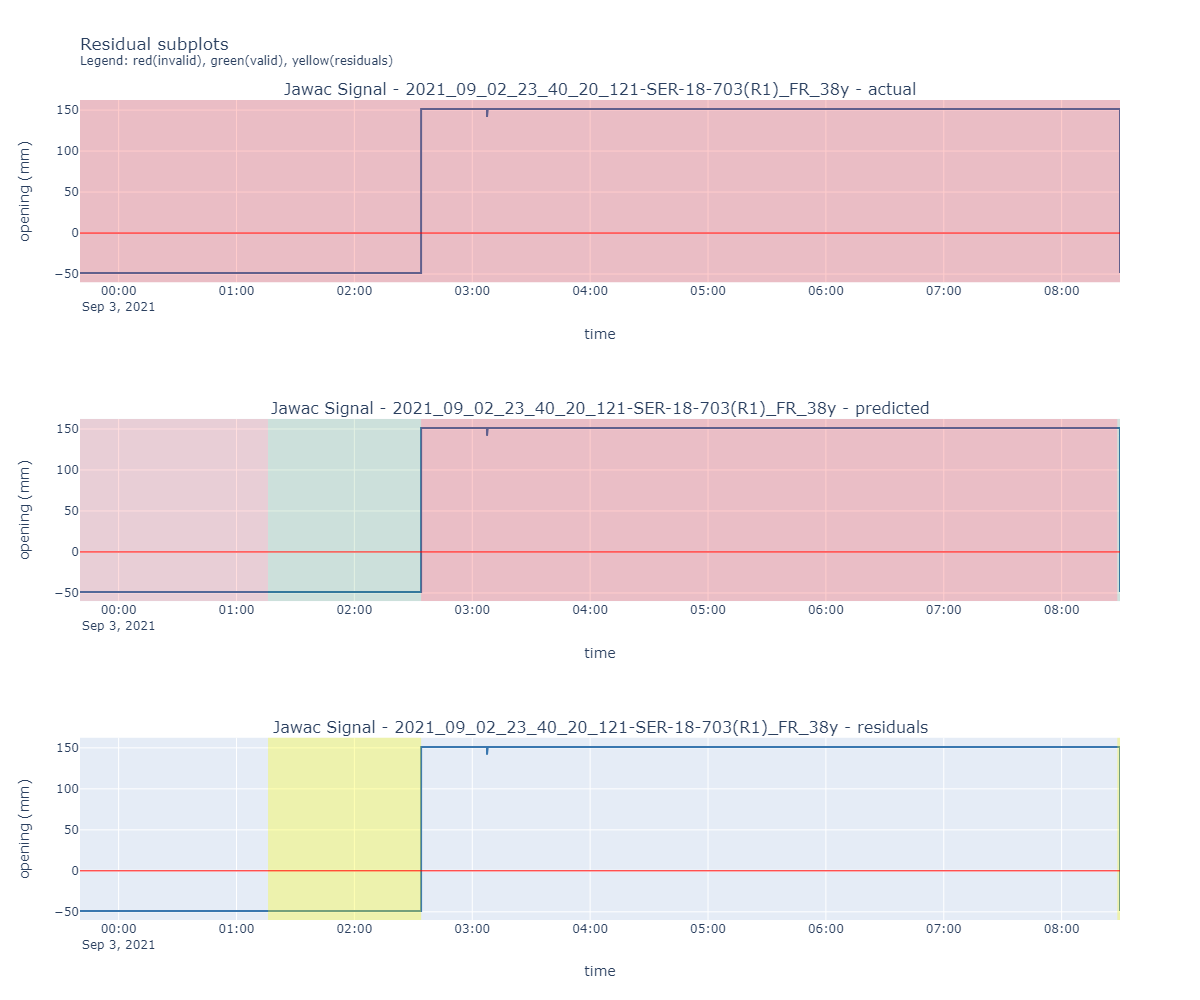 Residual subplots
Legend: red(invalid), green(valid), yellow(residuals)
Jawac Signal - 2021_09_02_23_40_20_121-SER-18-703(R1)_FR_38y - actual
150
100
50
0
−50
opening (mm)
00:00 01:00 02:00 03:00 04:00 05:00 06:00 07:00 08:00
Sep 3, 2021
time
Jawac Signal - 2021_09_02_23_40_20_121-SER-18-703(R1)_FR_38y - predicted
150
100
50
0
−50
opening (mm)
00:00 01:00 02:00 03:00 04:00 05:00 06:00 07:00 08:00
Sep 3, 2021
time
Jawac Signal - 2021_09_02_23_40_20_121-SER-18-703(R1)_FR_38y - residuals
150
100
50
0
−50
opening (mm)
00:00 01:00 02:00 03:00 04:00 05:00 06:00 07:00 08:00
Sep 3, 2021
time